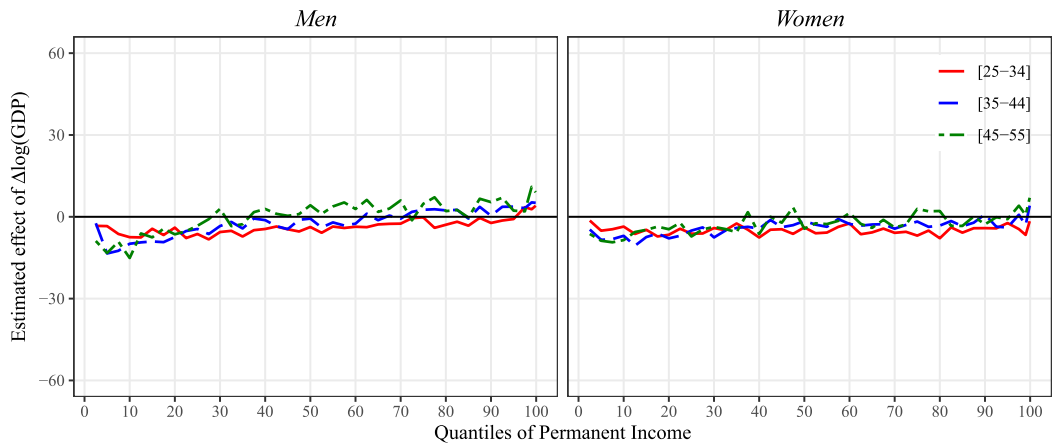 Men
Women
60
30
0
−30
−60
Estimated effect of Δlog(GDP)
[25−34]
[35−44]
[45−55]
0 10 20 30 40 50 60 70 80 90 100
0 10 20 30 40 50 60 70 80 90 100
Quantiles of Permanent Income